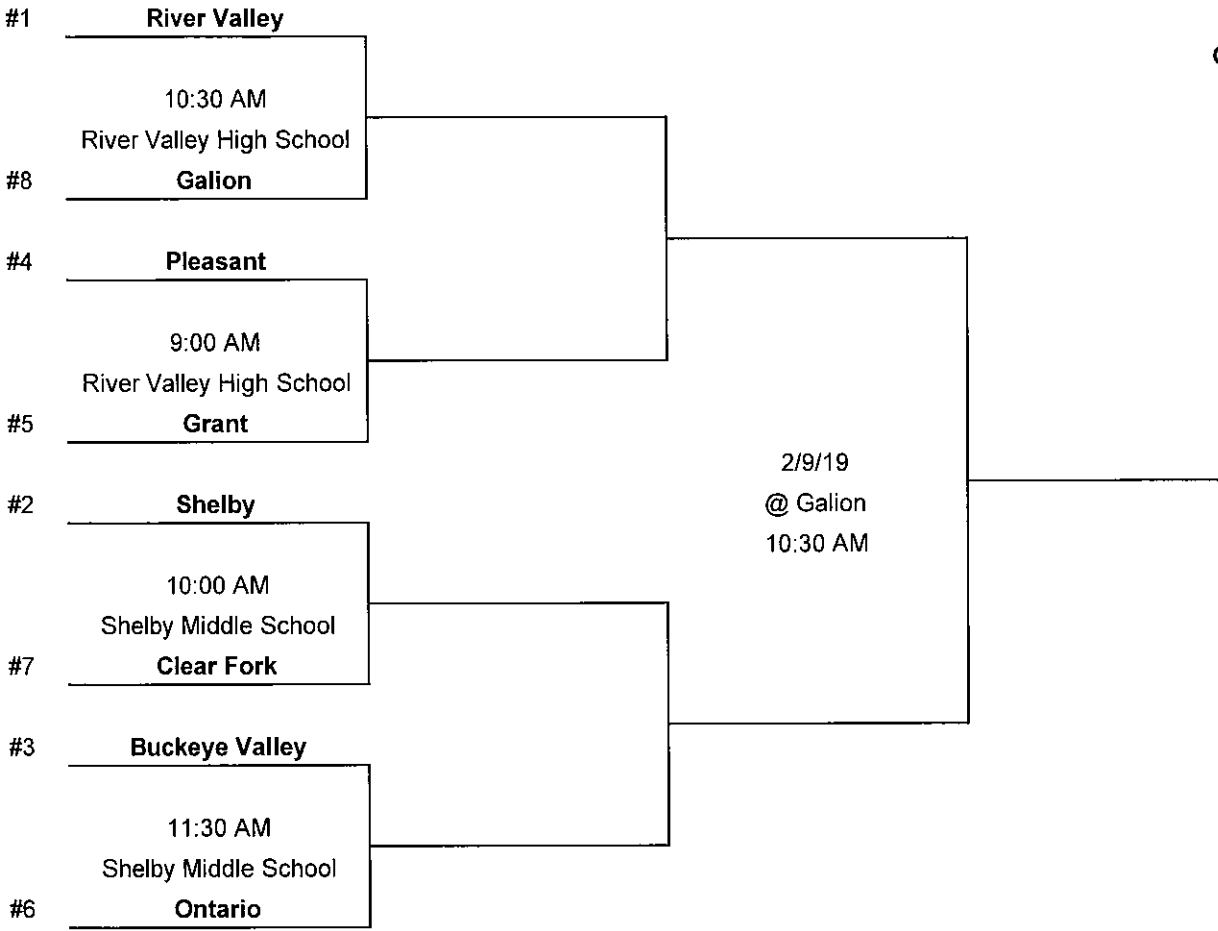 #1 River Valley
10:30 AM
River Valley High School
#8 Galion
#4 Pleasant
9:00 AM
River Valley High School
#5 Grant
#2 Shelby
10:00 AM
Shelby Middle School
#7 Clear Fork
#3 Buckeye Valley
11:30 AM
Shelby Middle School
#6 Ontario
2/9/19
@ Galion
10:30 AM